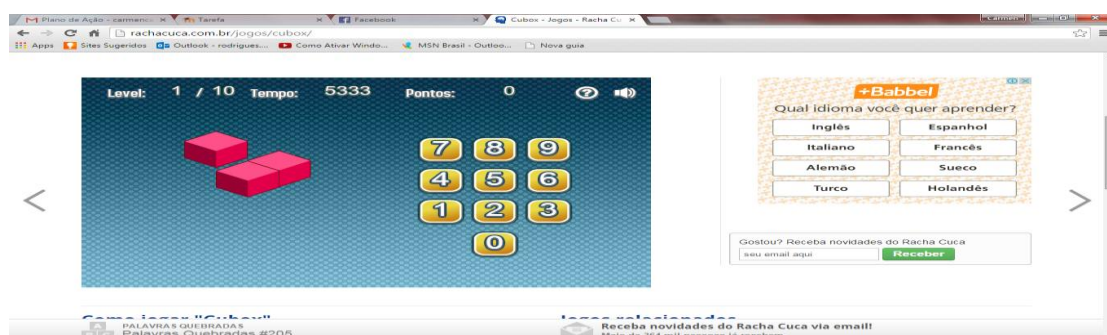 Plano de Ação - carmenc
Tarefa
Facebook
Cubox - Jogos - Racha Cu
Carmen
rachacuca.com.br/jogos/cubox/
Apps Sites Sugeridos Outlook - rodrigues.... Como Ativar Windo... MSN Brasil - Outloo... Nova guia
Level: 1 / 10 Tempo: 5333 Pontos: 0
7 8 9
4 5 6
1 2 3
0
+Babbel
Qual idioma você quer aprender?
Inglês Espanhol
Italiano Francês
Alemão Sueco
Turco Holandês
Gostou? Receba novidades do Racha Cuca
seu email aqui Receber
Como jogar "Cubox" Jogos relacionados
PALAVRAS QUEBRADAS
Palavras Quebradas #205
Receba novidades do Racha Cuca via email!